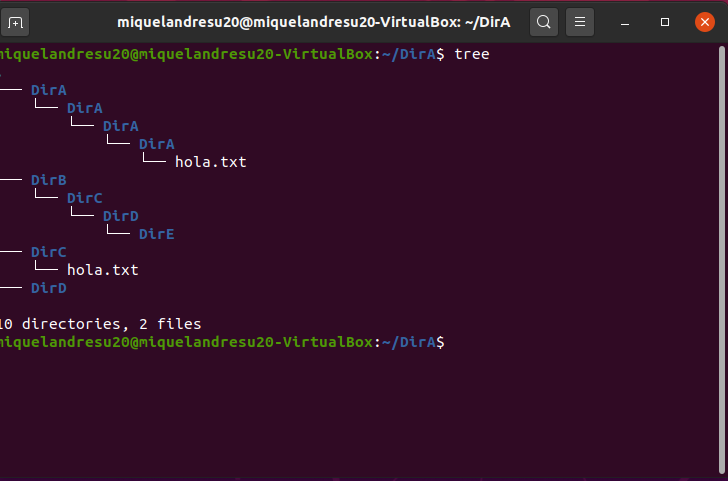 miquelandresu20@miquelandresu20-VirtualBox: ~/DirA
miquelandresu20@miquelandresu20-VirtualBox:~/DirA$ tree
.
├── DirA
│   └── DirA
│       └── DirA
│           └── DirA
│               └── hola.txt
├── DirB
│   └── DirC
│       └── DirD
│           └── DirE
├── DirC
│   └── hola.txt
└── DirD
10 directories, 2 files
miquelandresu20@miquelandresu20-VirtualBox:~/DirA$